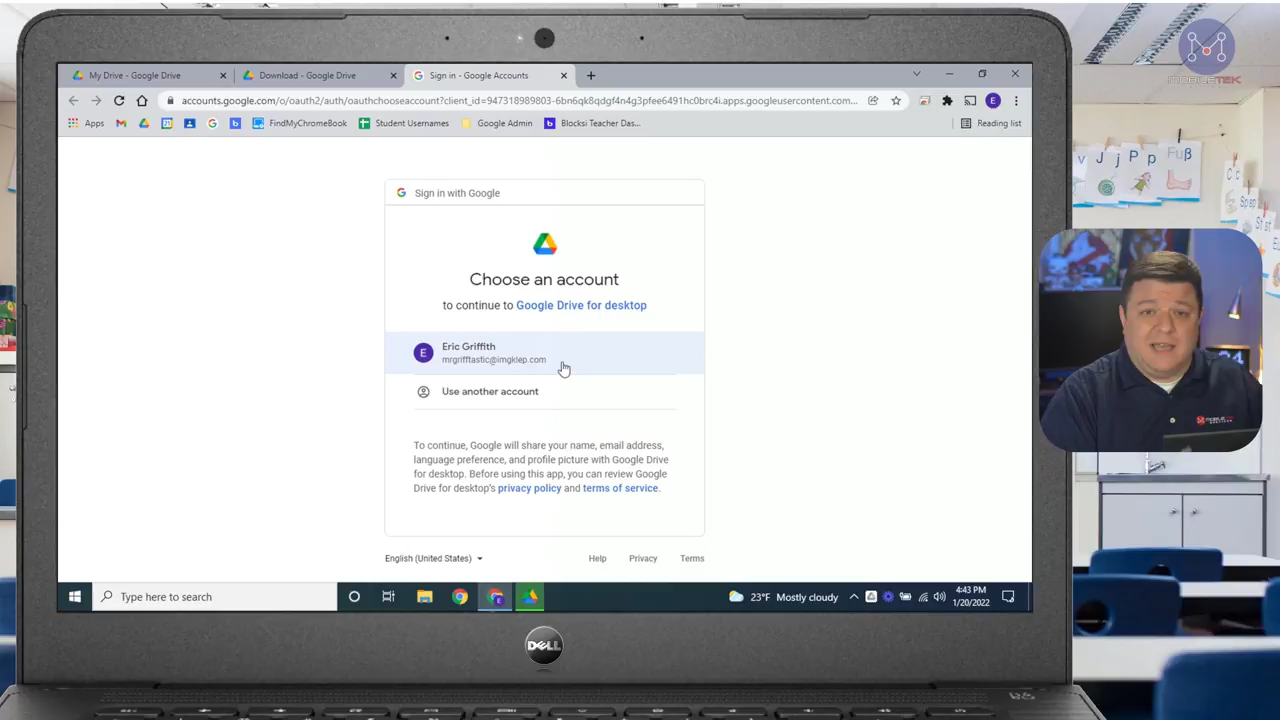 MOBILETEK
My Drive - Google Drive
Download - Google Drive
Sign in - Google Accounts
accounts.google.com/o/oauth2/auth/oauthchooseaccount?client_id=947318989803-6bn6qk8qdgf4n4g3pfee6491hc0brc4i.apps.googleusercontent.com...
E
Apps
FindMyChromeBook
Student Usernames
Google Admin
Blocksi Teacher Das...
Reading list
Sign in with Google
Choose an account
to continue to Google Drive for desktop
E
Eric Griffith
mrgrifftastic@imgklep.com
Use another account
To continue, Google will share your name, email address,
language preference, and profile picture with Google Drive
for desktop. Before using this app, you can review Google
Drive for desktop's privacy policy and terms of service.
English (United States)
Help
Privacy
Terms
Type here to search
23°F Mostly cloudy
4:43 PM
1/20/2022
DELL
J j
P p
Fuß